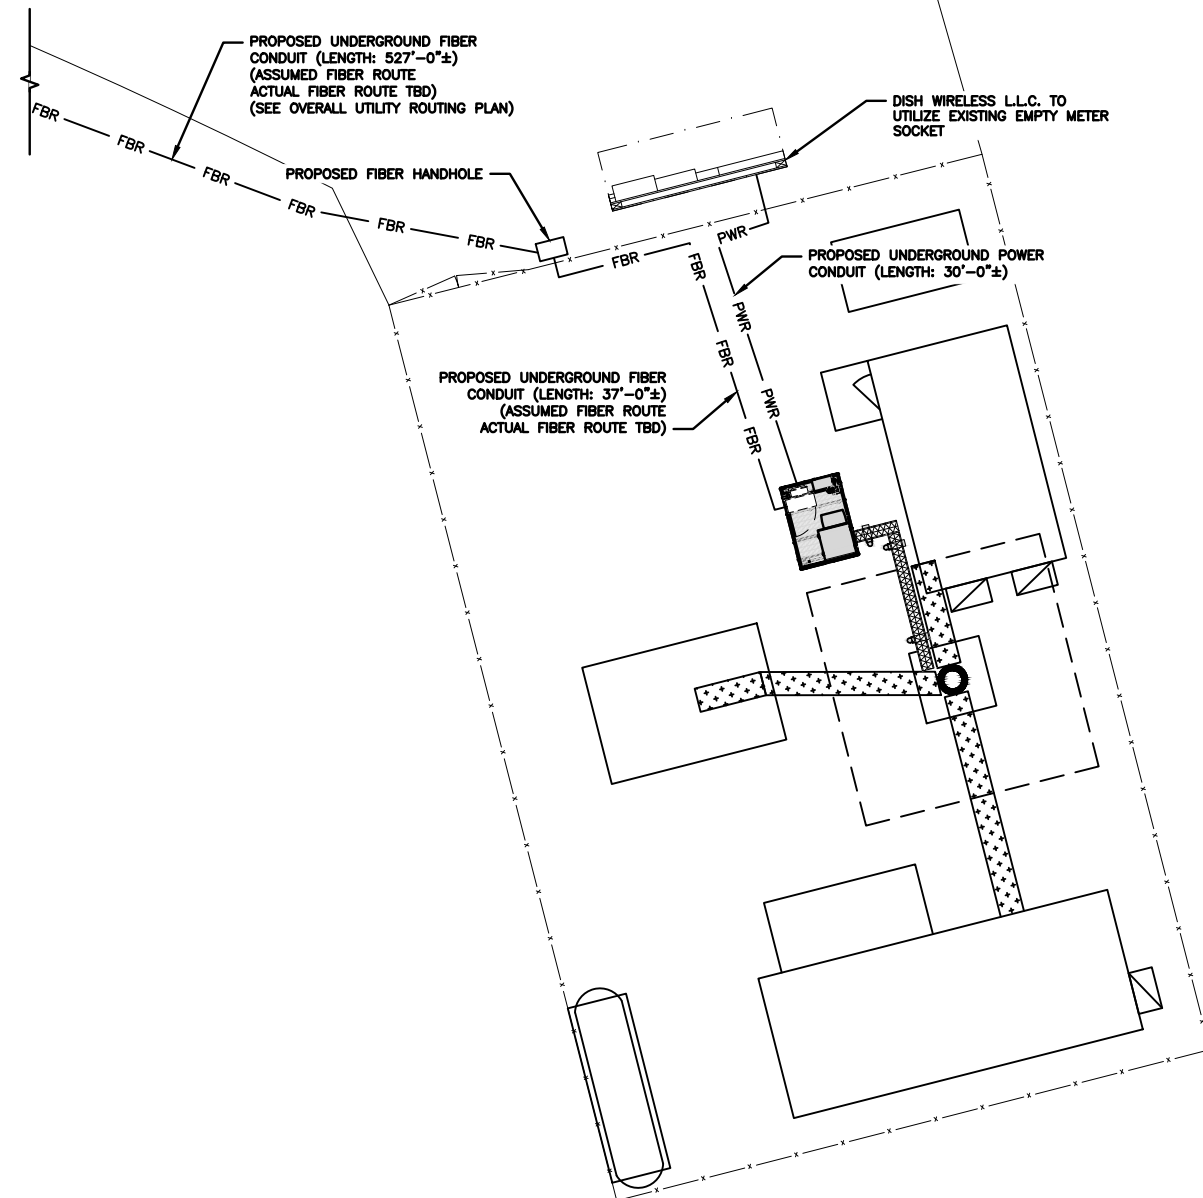 PROPOSED UNDERGROUND FIBER
CONDUIT (LENGTH: 527'-0"±)
(ASSUMED FIBER ROUTE
ACTUAL FIBER ROUTE TBD)
(SEE OVERALL UTILITY ROUTING PLAN)
DISH WIRELESS L.L.C. TO
UTILIZE EXISTING EMPTY METER
SOCKET
FBR
FBR
FBR
FBR
FBR
FBR
PROPOSED FIBER HANDHOLE
FBR
PWR
FBR
PROPOSED UNDERGROUND POWER
CONDUIT (LENGTH: 30'-0"±)
PWR
FBR
PROPOSED UNDERGROUND FIBER
CONDUIT (LENGTH: 37'-0"±)
(ASSUMED FIBER ROUTE
ACTUAL FIBER ROUTE TBD)
PWR
FBR